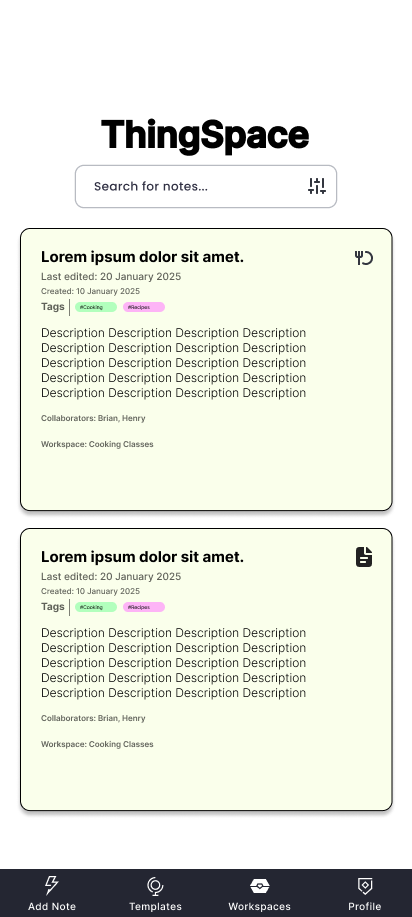 ThingSpace
Search for notes...
Lorem ipsum dolor sit amet.
Last edited: 20 January 2025
Created: 10 January 2025
Tags #Cooking #Recipes
Description Description Description Description
Description Description Description Description
Description Description Description Description
Description Description Description Description
Description Description Description Description
Collaborators: Brian, Henry
Workspace: Cooking Classes
Lorem ipsum dolor sit amet.
Last edited: 20 January 2025
Created: 10 January 2025
Tags #Cooking #Recipes
Description Description Description Description
Description Description Description Description
Description Description Description Description
Description Description Description Description
Description Description Description Description
Collaborators: Brian, Henry
Workspace: Cooking Classes
Add Note Templates Workspaces Profile